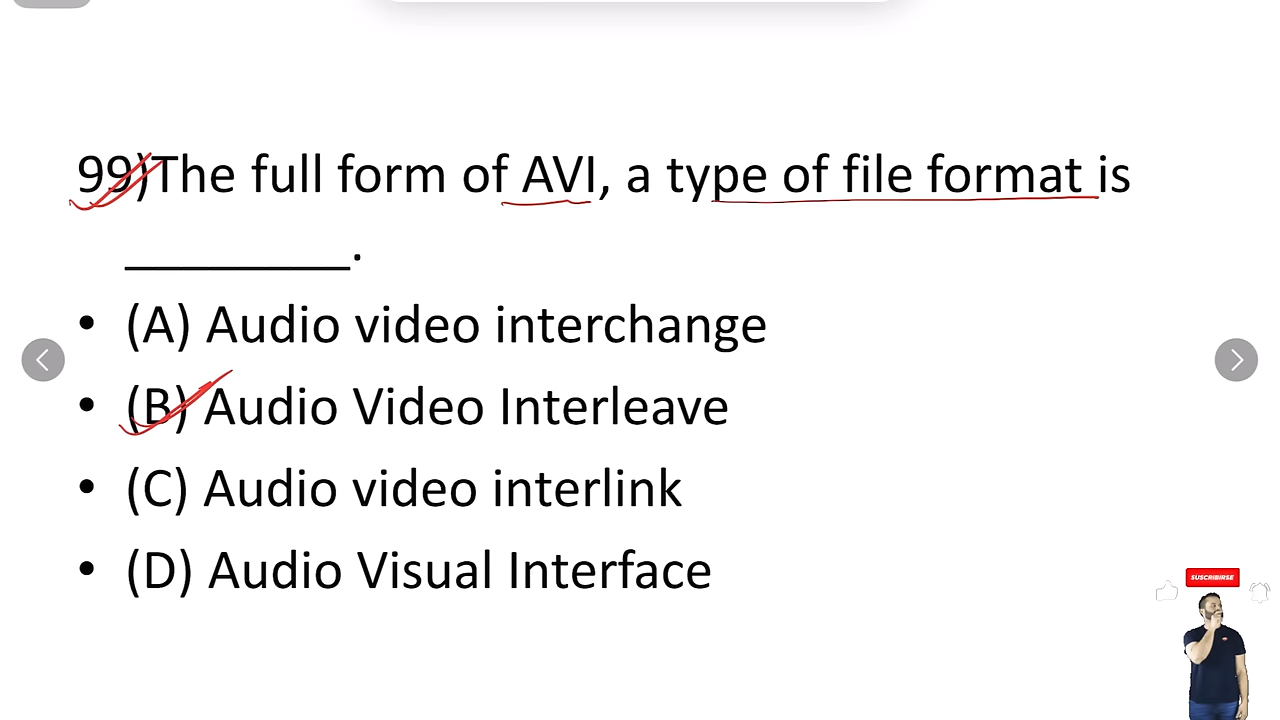 99)The full form of AVI, a type of file format is
_________.
• (A) Audio video interchange
• (B) Audio Video Interleave
• (C) Audio video interlink
• (D) Audio Visual Interface
SUSCRIBIRSE